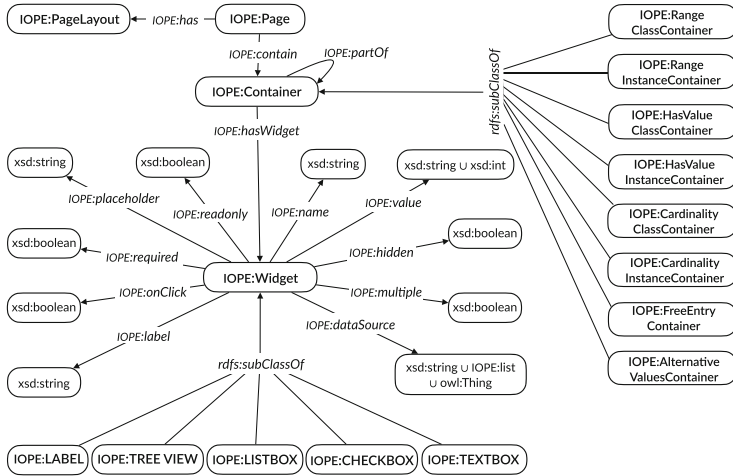 IOPE:PageLayout
IOPE:has
IOPE:Page
IOPE:contain
IOPE:partOf
IOPE:Container
rdfs:subClassOf
IOPE:Range
ClassContainer
IOPE:Range
InstanceContainer
IOPE:HasValue
ClassContainer
IOPE:HasValue
InstanceContainer
IOPE:Cardinality
ClassContainer
IOPE:Cardinality
InstanceContainer
IOPE:FreeEntry
Container
IOPE:Alternative
ValuesContainer
IOPE:hasWidget
xsd:string
xsd:boolean
xsd:string
xsd:string ∪ xsd:int
IOPE:placeholder
IOPE:readonly
IOPE:name
IOPE:value
xsd:boolean
IOPE:required
IOPE:hidden
xsd:boolean
IOPE:Widget
xsd:boolean
IOPE:onClick
IOPE:multiple
xsd:boolean
IOPE:label
IOPE:dataSource
xsd:string
rdfs:subClassOf
xsd:string ∪ IOPE:list
∪ owl:Thing
IOPE:LABEL
IOPE:TREE VIEW
IOPE:LISTBOX
IOPE:CHECKBOX
IOPE:TEXTBOX